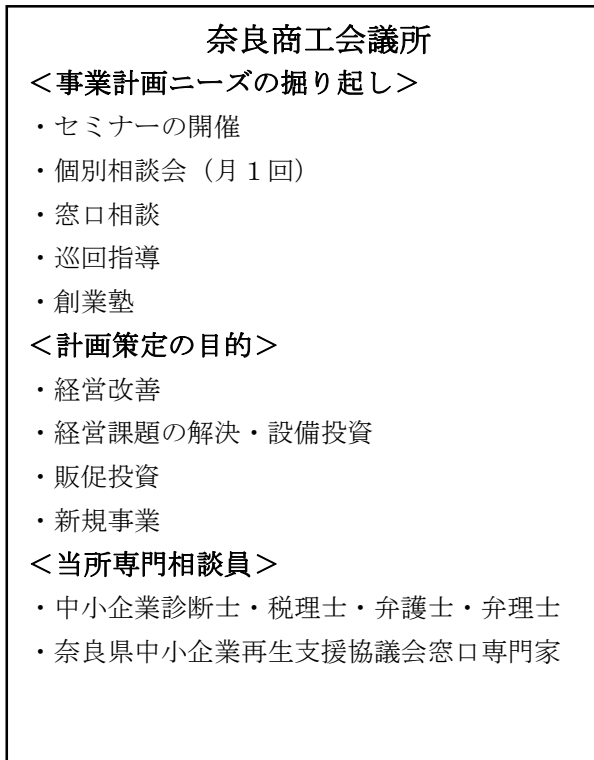 奈良商工会議所
＜事業計画ニーズの掘り起し＞
・セミナーの開催
・個別相談会（月１回）
・窓口相談
・巡回指導
・創業塾
＜計画策定の目的＞
・経営改善
・経営課題の解決・設備投資
・販促投資
・新規事業
＜当所専門相談員＞
・中小企業診断士・税理士・弁護士・弁理士
・奈良県中小企業再生支援協議会窓口専門家